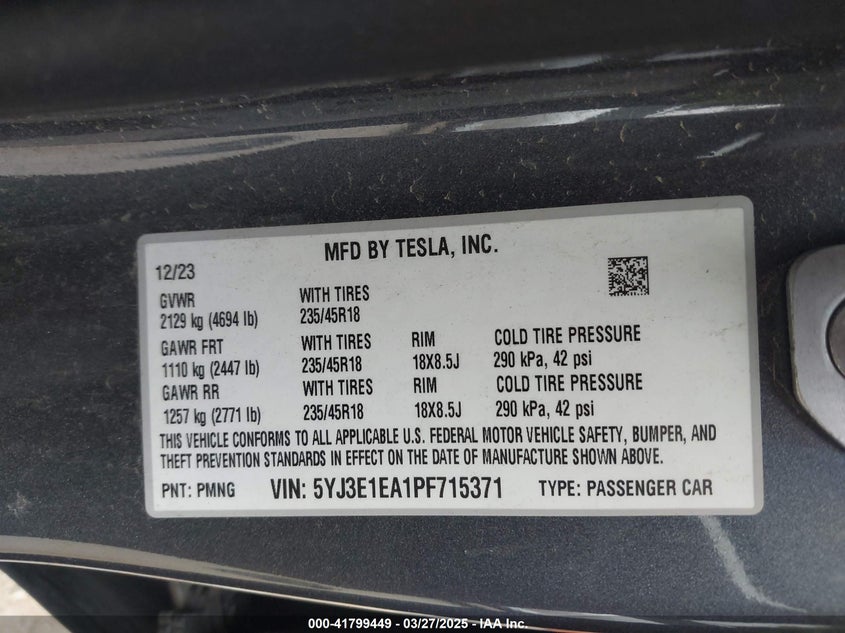 MFD BY TESLA, INC.
12/23
GVWR WITH TIRES
2129 kg (4694 lb) 235/45R18
GAWR FRT WITH TIRES RIM COLD TIRE PRESSURE
1110 kg (2447 lb) 235/45R18 18X8.5J 290 kPa, 42 psi
GAWR RR WITH TIRES RIM COLD TIRE PRESSURE
1257 kg (2771 lb) 235/45R18 18X8.5J 290 kPa, 42 psi
THIS VEHICLE CONFORMS TO ALL APPLICABLE U.S. FEDERAL MOTOR VEHICLE SAFETY, BUMPER, AND
THEFT PREVENTION STANDARDS IN EFFECT ON THE DATE OF MANUFACTURE SHOWN ABOVE.
PNT: PMNG VIN: 5YJ3E1EA1PF715371 TYPE: PASSENGER CAR
000-41799449 - 03/27/2025 - IAA Inc.